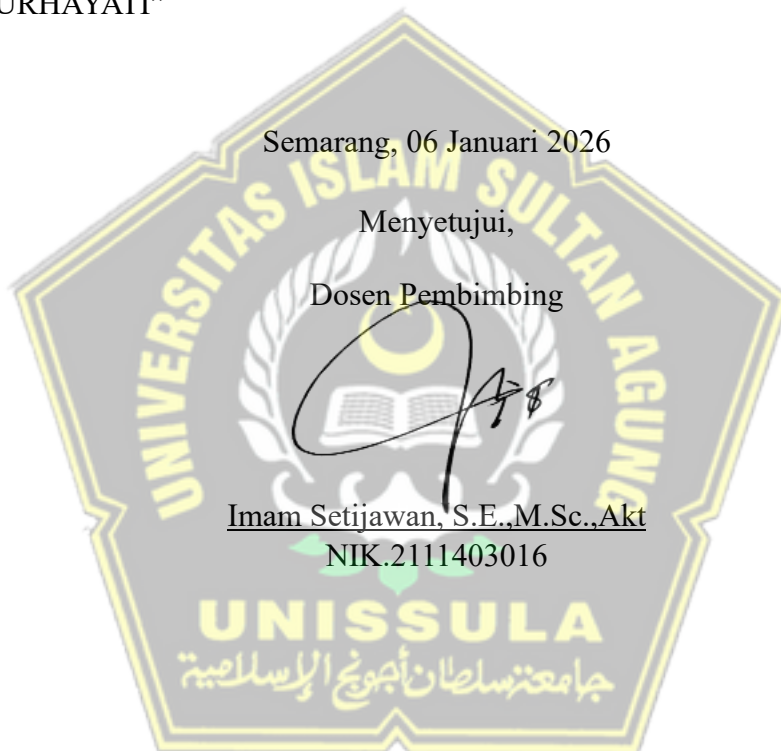 URHAYATI"
Semarang, 06 Januari 2026
Menyetujui,
Dosen Pembimbing
Imam Setijawan, S.E.,M.Sc.,Akt
NIK.2111403016
UNIVERSITAS ISLAM SULTAN AGUNG
UNISSULA
جامعة سلطان أجونج الإسلامية